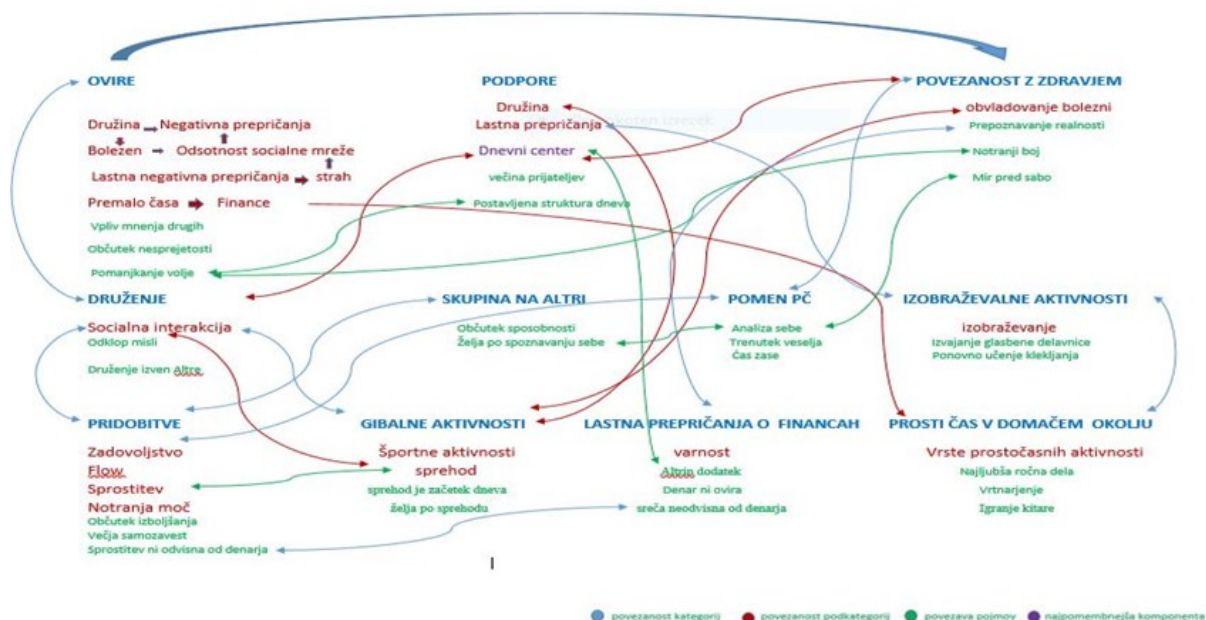 OVIRE
Družina Negativna prepričanja
Bolezen Odsotnost socialne mreže
Lastna negativna prepričanja strah
Premalo časa Finance
Vpliv mnenja drugih
Občutek nesprejetosti
Pomanjkanje volje
PODPORE
Družina
Lastna prepričanja
Dnevni center
večina prijateljev
Postavljena struktura dneva
POVEZANOST Z ZDRAVJEM
obvladovanje bolezni
Prepoznavanje realnosti
Notranji boj
Mir pred sabo
DRUŽENJE
Socialna interakcija
Odklop misli
Druženje izven Altre
SKUPINA NA ALTRI
Občutek sposobnosti
Želja po spoznavanju sebe
POMEN PČ
Analiza sebe
Trenutek veselja
Čas zase
IZOBRAŽEVALNE AKTIVNOSTI
izobraževanje
Izvajanje glasbene delavnice
Ponovno učenje klekljanja
PRIDOBITVE
Zadovoljstvo
Flow
Sprostitev
Notranja moč
Občutek izboljšanja
Večja samozavest
Sprostitev ni odvisna od denarja
GIBALNE AKTIVNOSTI
Športne aktivnosti
sprehod
sprehod je začetek dneva
želja po sprehodu
LASTNA PREPRIČANJA O FINANCAH
varnost
Altrin dodatek
Denar ni ovira
sreča neodvisna od denarja
PROSTI ČAS V DOMAČEM OKOLJU
Vrste prostočasnih aktivnosti
Najljubša ročna dela
Vrtnarjenje
Igranje kitare
povezanost kategorij povezanost podkategorij povezava pojmov najpomembnejša komponenta